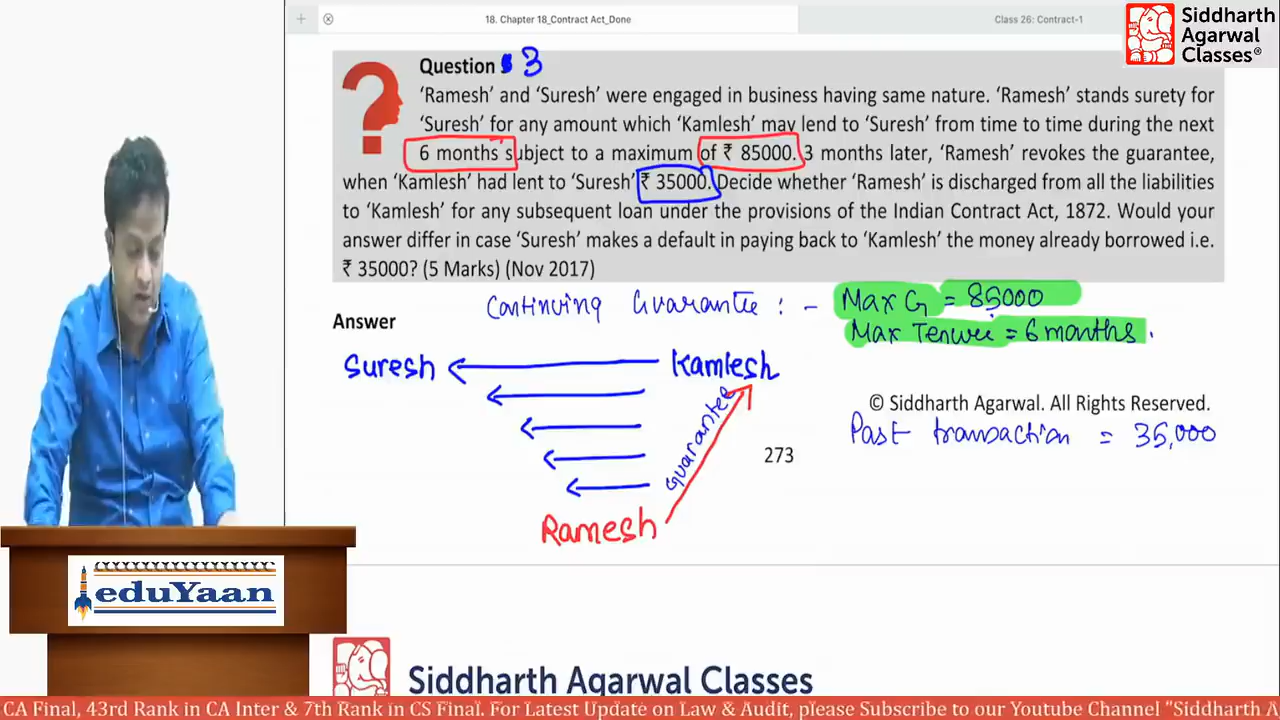 18. Chapter 18_Contract Act_Done
Class 26: Contract-1
Siddharth
Agarwal
Classes®
Question 3
‘Ramesh’ and ‘Suresh’ were engaged in business having same nature. ‘Ramesh’ stands surety for
‘Suresh’ for any amount which ‘Kamlesh’ may lend to ‘Suresh’ from time to time during the next
6 months subject to a maximum of ₹ 85000. 3 months later, ‘Ramesh’ revokes the guarantee,
when ‘Kamlesh’ had lent to ‘Suresh’ ₹ 35000. Decide whether ‘Ramesh’ is discharged from all the liabilities
to ‘Kamlesh’ for any subsequent loan under the provisions of the Indian Contract Act, 1872. Would your
answer differ in case ‘Suresh’ makes a default in paying back to ‘Kamlesh’ the money already borrowed i.e.
₹ 35000? (5 Marks) (Nov 2017)
Continuing Guarantee : - Max G = 85000
Answer
Max Tenure = 6 months.
Suresh Kamlesh
Guarantee
© Siddharth Agarwal. All Rights Reserved.
Past transaction = 35,000
273
Ramesh
eduYaan
Siddharth Agarwal Classes
CA Final, 43rd Rank in CA Inter & 7th Rank in CS Final. For Latest Update on Law & Audit, please Subscribe to our Youtube Channel "Siddharth A